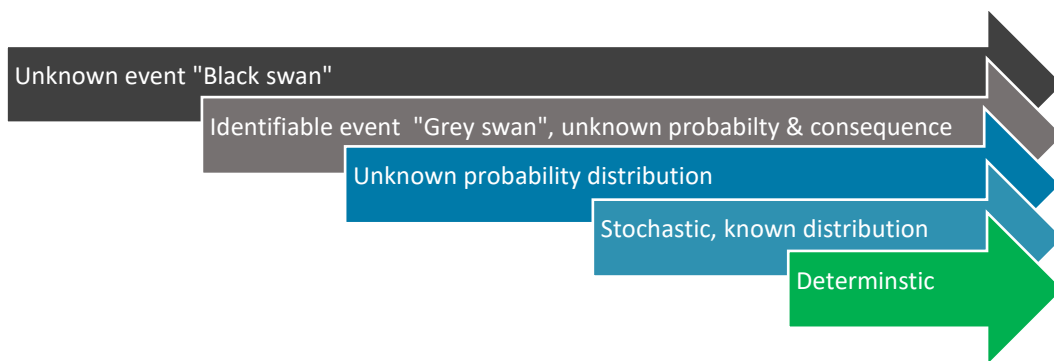 Unknown event "Black swan"
Identifiable event  "Grey swan", unknown probabilty & consequence
Unknown probability distribution
Stochastic, known distribution
Determinstic